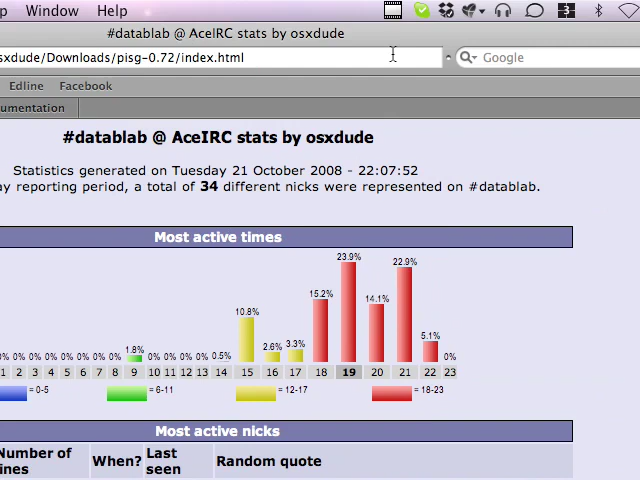 p Window Help 3
#datablab @ AceIRC stats by osxdude
sxdude/Downloads/pisg-0.72/index.html Google
Edline Facebook
umentation
#datablab @ AceIRC stats by osxdude
Statistics generated on Tuesday 21 October 2008 - 22:07:52
ay reporting period, a total of 34 different nicks were represented on #datablab.
Most active times
23.9%
22.9%
15.2%
14.1%
10.8%
5.1%
2.6% 3.3%
1.8%
0% 0% 0% 0% 0% 0% 0% 0% 0% 0% 0% 0% 0.5% 0%
1 2 3 4 5 6 7 8 9 10 11 12 13 14 15 16 17 18 19 20 21 22 23
= 0-5 = 6-11 = 12-17 = 18-23
Most active nicks
Number of
ines When? Last
seen Random quote